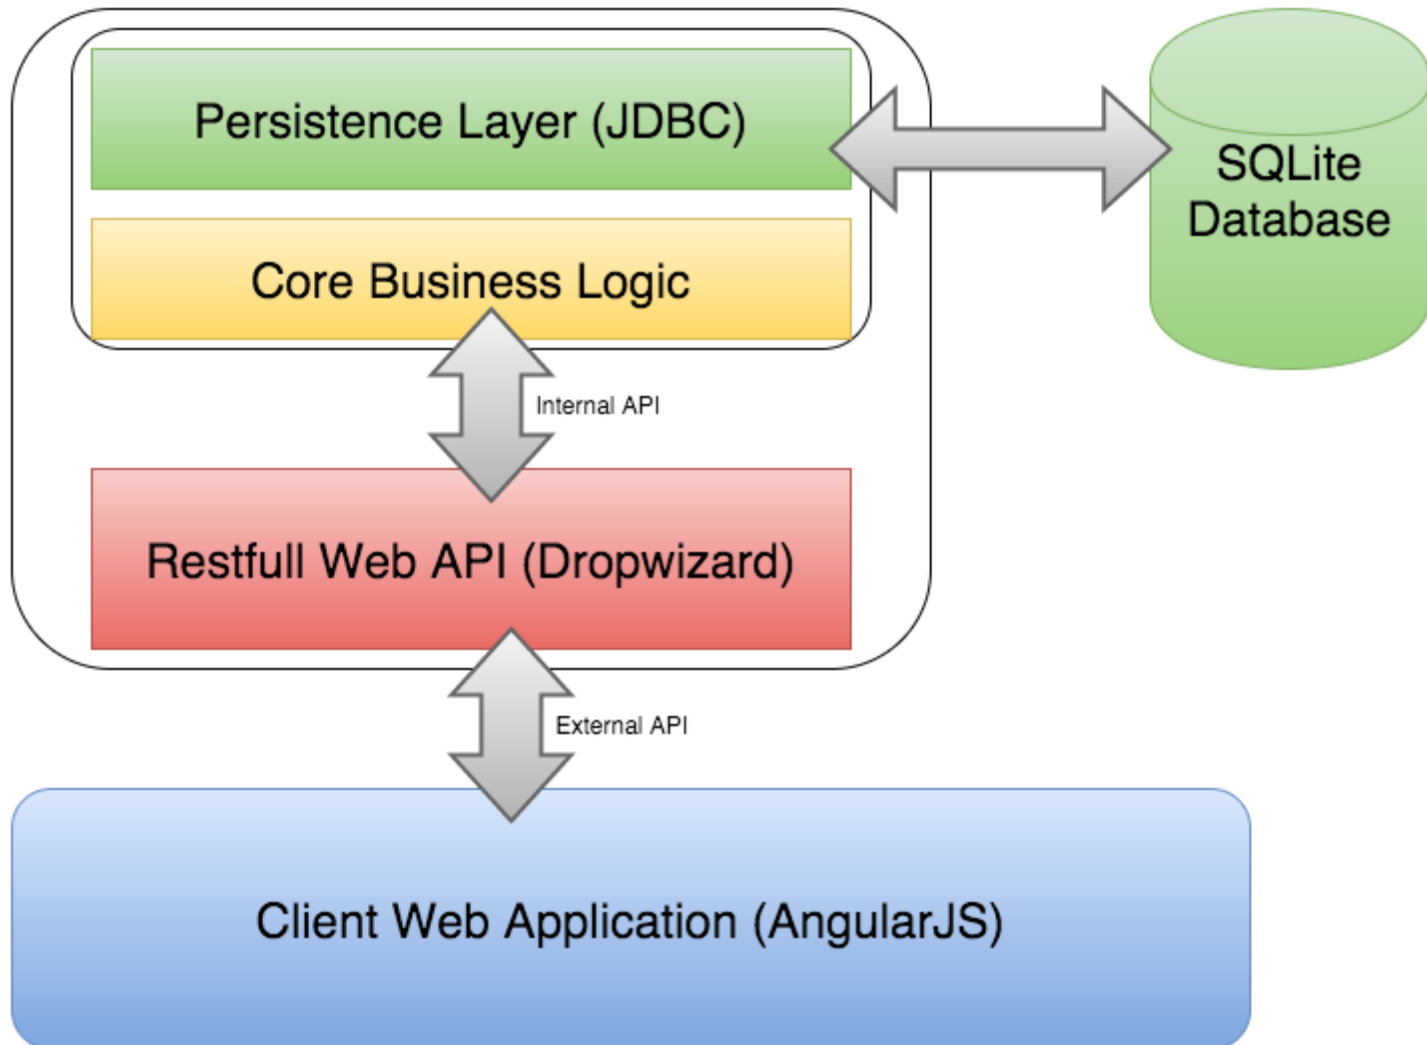 Persistence Layer (JDBC)
SQLite
Database
Core Business Logic
Internal API
Restfull Web API (Dropwizard)
External API
Client Web Application (AngularJS)